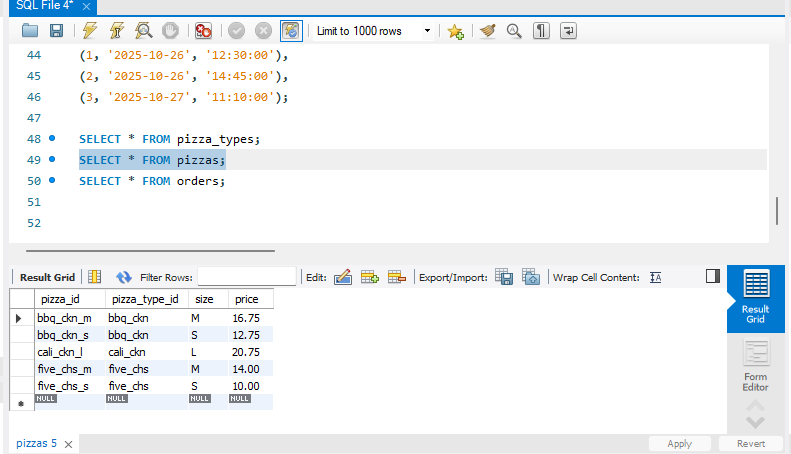 SQL File 4* ×
Limit to 1000 rows
44 (1, '2025-10-26', '12:30:00'),
45 (2, '2025-10-26', '14:45:00'),
46 (3, '2025-10-27', '11:10:00');
47
48 SELECT * FROM pizza_types;
49 SELECT * FROM pizzas;
50 SELECT * FROM orders;
51
52
Result Grid Filter Rows: Edit: Export/Import: Wrap Cell Content: ĪA
pizza_id pizza_type_id size price
bbq_ckn_m bbq_ckn M 16.75
bbq_ckn_s bbq_ckn S 12.75
cali_ckn_l cali_ckn L 20.75
five_chs_m five_chs M 14.00
five_chs_s five_chs S 10.00
NULL NULL NULL NULL
Result
Grid
Form
Editor
pizzas 5 ×
Apply Revert